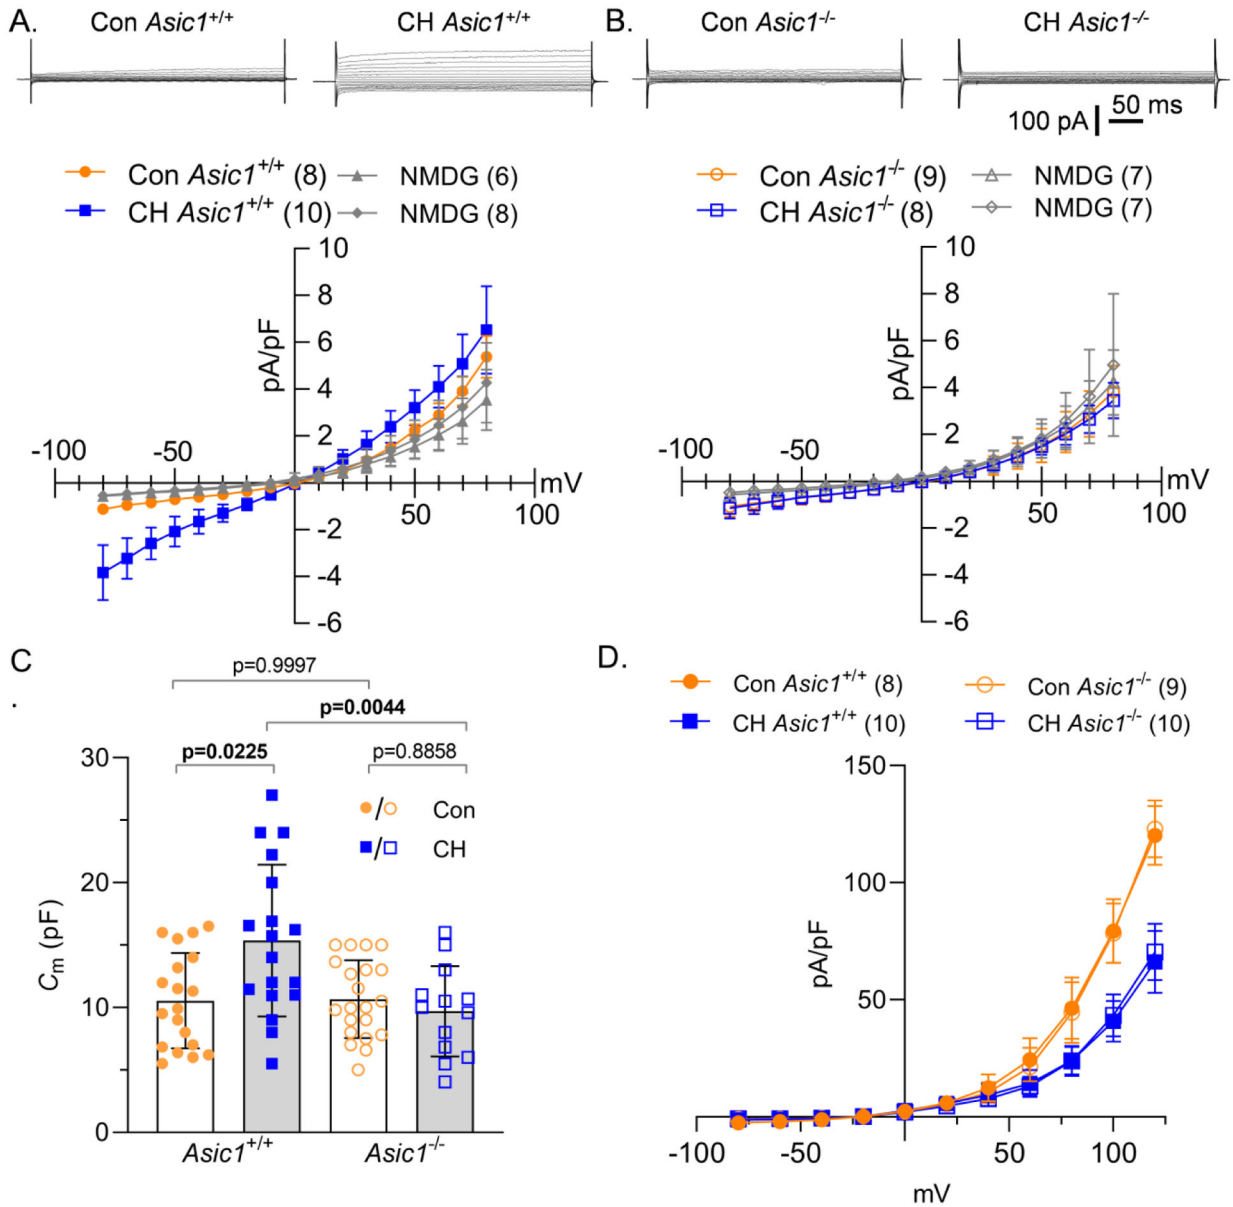 A. Con Asic1+/+ CH Asic1+/+
B. Con Asic1-/- CH Asic1-/-
100 pA 50 ms
Con Asic1+/+ (8) NMDG (6)
CH Asic1+/+ (10) NMDG (8)
10
8
6
4
2
pA/pF
-100 -50 50 100 mV
-2
-4
-6
Con Asic1-/- (9) NMDG (7)
CH Asic1-/- (8) NMDG (7)
10
8
6
4
2
pA/pF
-100 -50 50 100 mV
-2
-4
-6
C
.
p=0.9997
p=0.0044
p=0.0225 p=0.8858
●/○ Con
■/□ CH
30
20
10
0
Cm (pF)
Asic1+/+ Asic1-/-
D.
Con Asic1+/+ (8) Con Asic1-/- (9)
CH Asic1+/+ (10) CH Asic1-/- (10)
150
100
50
pA/pF
-100 -50 50 100
mV